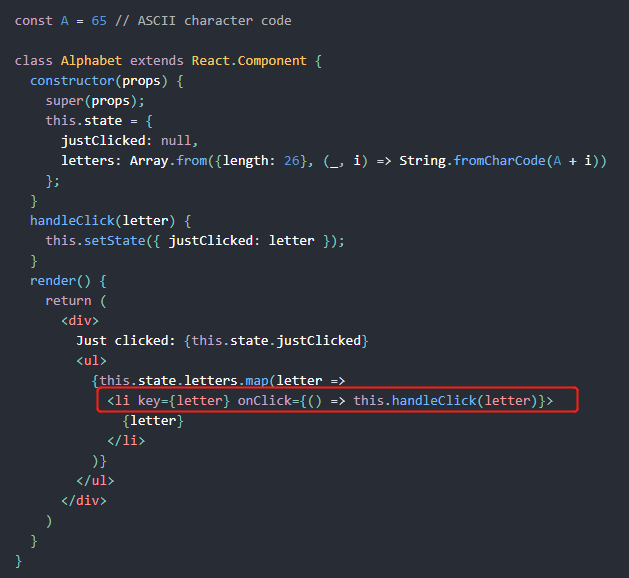 const A = 65 // ASCII character code
class Alphabet extends React.Component {
constructor(props) {
super(props);
this.state = {
justClicked: null,
letters: Array.from({length: 26}, (_, i) => String.fromCharCode(A + i))
};
}
handleClick(letter) {
this.setState({ justClicked: letter });
}
render() {
return (
<div>
Just clicked: {this.state.justClicked}
<ul>
{this.state.letters.map(letter =>
<li key={letter} onClick={() => this.handleClick(letter)}>
{letter}
</li>
)}
</ul>
</div>
)
}
}